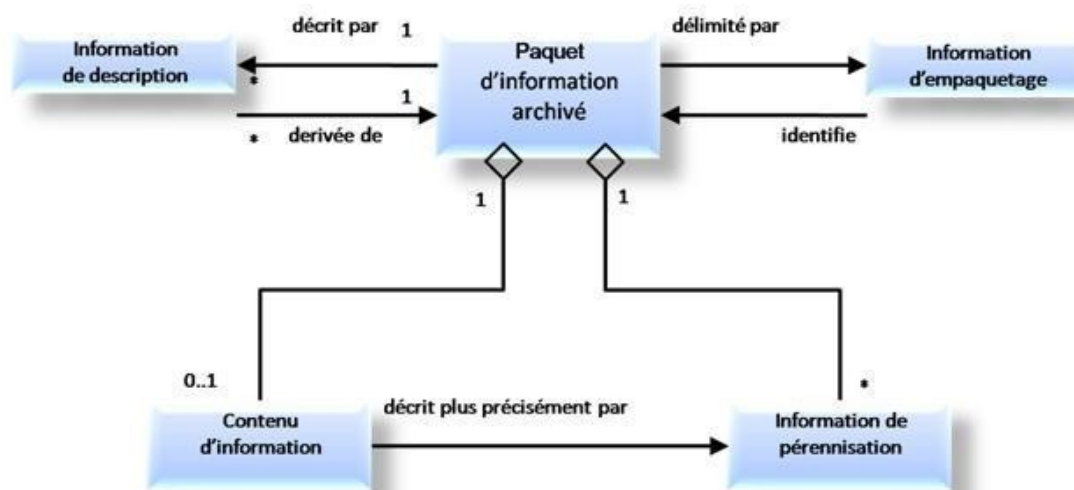 décrit par
1
Paquet
d'information
archivé
délimité par
Information
de description
Information
d'empaquetage
*
1
*
derivée de
identifie
1
1
0..1
*
Contenu
d'information
décrit plus précisément par
Information de
pérennisation